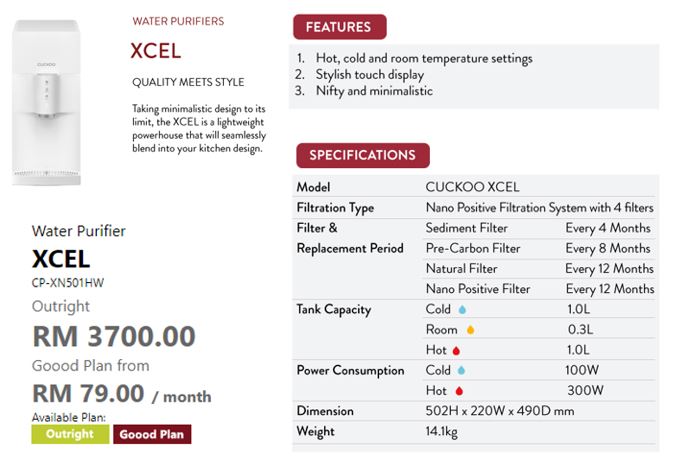 WATER PURIFIERS
XCEL
QUALITY MEETS STYLE
Taking minimalistic design to its
limit, the XCEL is a lightweight
powerhouse that will seamlessly
blend into your kitchen design.
CUCKOO
Water Purifier
XCEL
CP-XN501HW
Outright
RM 3700.00
Goood Plan from
RM 79.00 / month
Available Plan:
Outright Goood Plan
FEATURES
1. Hot, cold and room temperature settings
2. Stylish touch display
3. Nifty and minimalistic
SPECIFICATIONS
Model CUCKOO XCEL
Filtration Type Nano Positive Filtration System with 4 filters
Filter & Sediment Filter Every 4 Months
Replacement Period Pre-Carbon Filter Every 8 Months
Natural Filter Every 12 Months
Nano Positive Filter Every 12 Months
Tank Capacity Cold 1.0L
Room 0.3L
Hot 1.0L
Power Consumption Cold 100W
Hot 300W
Dimension 502H x 220W x 490D mm
Weight 14.1kg